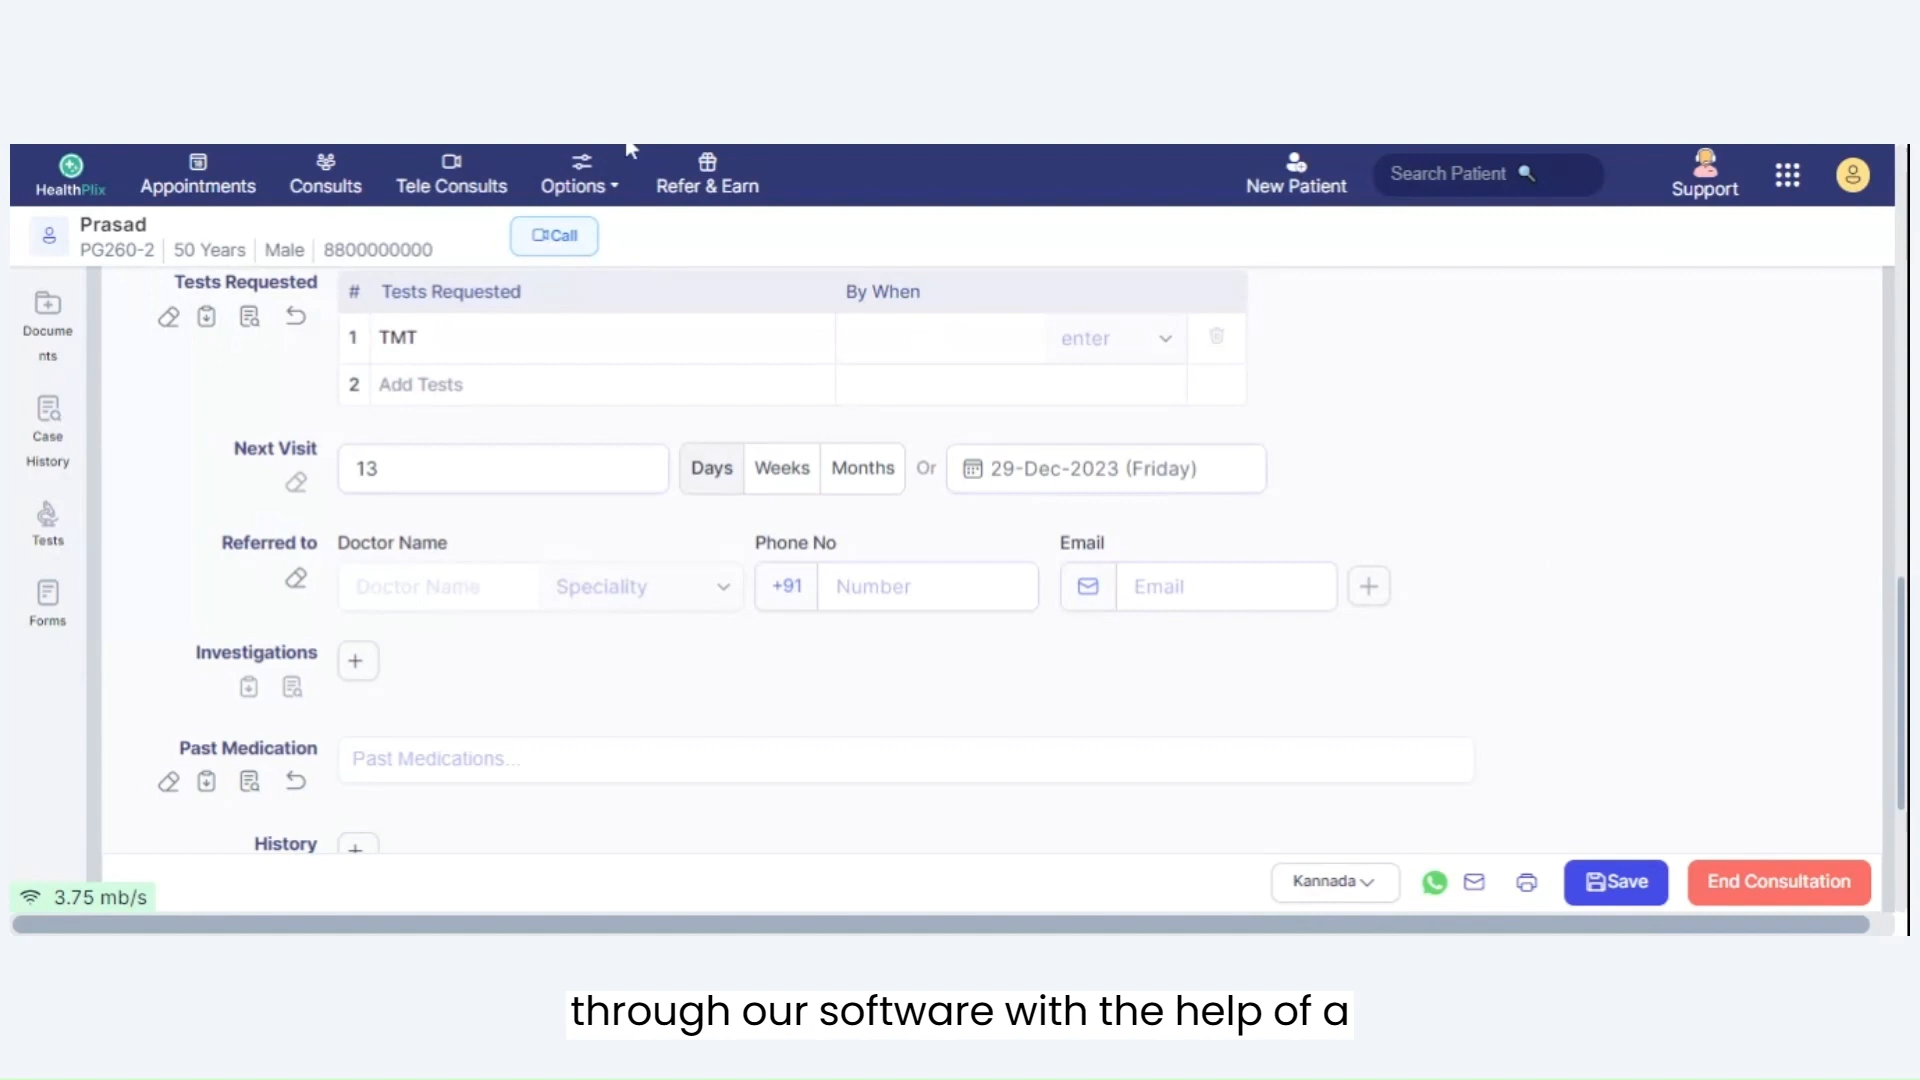 HealthPlix
Appointments
Consults
Tele Consults
Options
Refer & Earn
New Patient
Search Patient
Support
Prasad
PG260-2 | 50 Years | Male | 8800000000
Call
Docume
nts
Case
History
Tests
Forms
Tests Requested
# Tests Requested By When
1 TMT enter
2 Add Tests
Next Visit
13 Days Weeks Months Or 29-Dec-2023 (Friday)
Referred to Doctor Name Phone No Email
Doctor Name Speciality +91 Number Email
Investigations
Past Medication
Past Medications...
History
3.75 mb/s
Kannada Save End Consultation
through our software with the help of a